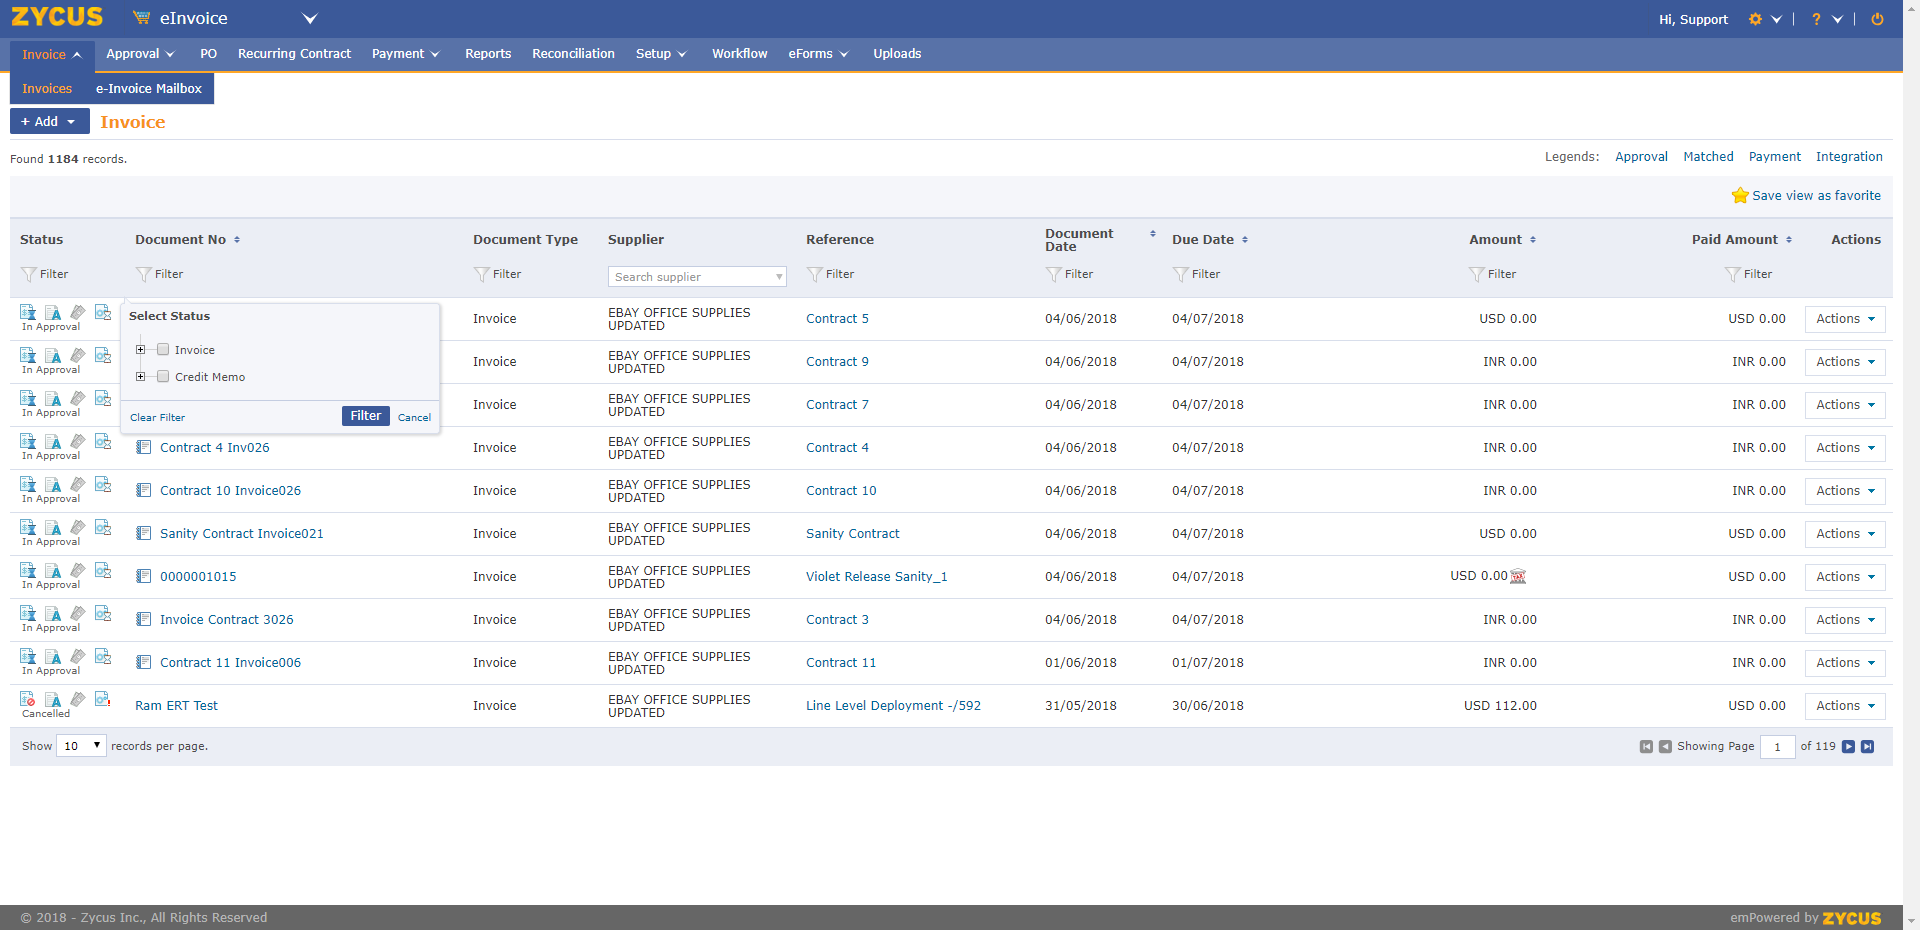 ZYCUS eInvoice Hi, Support ? 
Invoice Approval PO Recurring Contract Payment Reports Reconciliation Setup Workflow eForms Uploads
Invoices e-Invoice Mailbox
+ Add Invoice
Found 1184 records. Legends: Approval Matched Payment Integration
Save view as favorite
Status Document No Document Type Supplier Reference Document Date Due Date Amount Paid Amount Actions
Filter Filter Filter Search supplier Filter Filter Filter Filter Filter
In Approval Invoice EBAY OFFICE SUPPLIES UPDATED Contract 5 04/06/2018 04/07/2018 USD 0.00 USD 0.00 Actions
In Approval Invoice EBAY OFFICE SUPPLIES UPDATED Contract 9 04/06/2018 04/07/2018 INR 0.00 INR 0.00 Actions
In Approval Invoice EBAY OFFICE SUPPLIES UPDATED Contract 7 04/06/2018 04/07/2018 INR 0.00 INR 0.00 Actions
Select Status
Invoice
Credit Memo
Clear Filter Filter Cancel
In Approval Contract 4 Inv026 Invoice EBAY OFFICE SUPPLIES UPDATED Contract 4 04/06/2018 04/07/2018 INR 0.00 INR 0.00 Actions
In Approval Contract 10 Invoice026 Invoice EBAY OFFICE SUPPLIES UPDATED Contract 10 04/06/2018 04/07/2018 INR 0.00 INR 0.00 Actions
In Approval Sanity Contract Invoice021 Invoice EBAY OFFICE SUPPLIES UPDATED Sanity Contract 04/06/2018 04/07/2018 USD 0.00 USD 0.00 Actions
In Approval 0000001015 Invoice EBAY OFFICE SUPPLIES UPDATED Violet Release Sanity_1 04/06/2018 04/07/2018 USD 0.00 USD 0.00 Actions
In Approval Invoice Contract 3026 Invoice EBAY OFFICE SUPPLIES UPDATED Contract 3 04/06/2018 04/07/2018 INR 0.00 INR 0.00 Actions
In Approval Contract 11 Invoice006 Invoice EBAY OFFICE SUPPLIES UPDATED Contract 11 01/06/2018 01/07/2018 INR 0.00 INR 0.00 Actions
Cancelled Ram ERT Test Invoice EBAY OFFICE SUPPLIES UPDATED Line Level Deployment -/592 31/05/2018 30/06/2018 USD 112.00 USD 0.00 Actions
Show 10 records per page. Showing Page 1 of 119
© 2018 - Zycus Inc., All Rights Reserved emPowered by ZYCUS